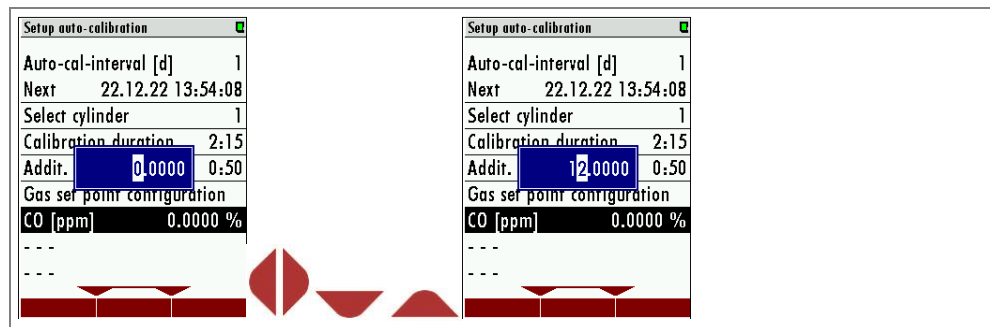 Setup auto-calibration
Auto-cal-interval [d] 1
Next 22.12.22 13:54:08
Select cylinder 1
Calibration duration 2:15
Addit. 0.0000 0:50
Gas set point configuration
CO [ppm] 0.0000 %
- - -
- - -
Setup auto-calibration
Auto-cal-interval [d] 1
Next 22.12.22 13:54:08
Select cylinder 1
Calibration duration 2:15
Addit. 12.0000 0:50
Gas set point configuration
CO [ppm] 0.0000 %
- - -
- - -